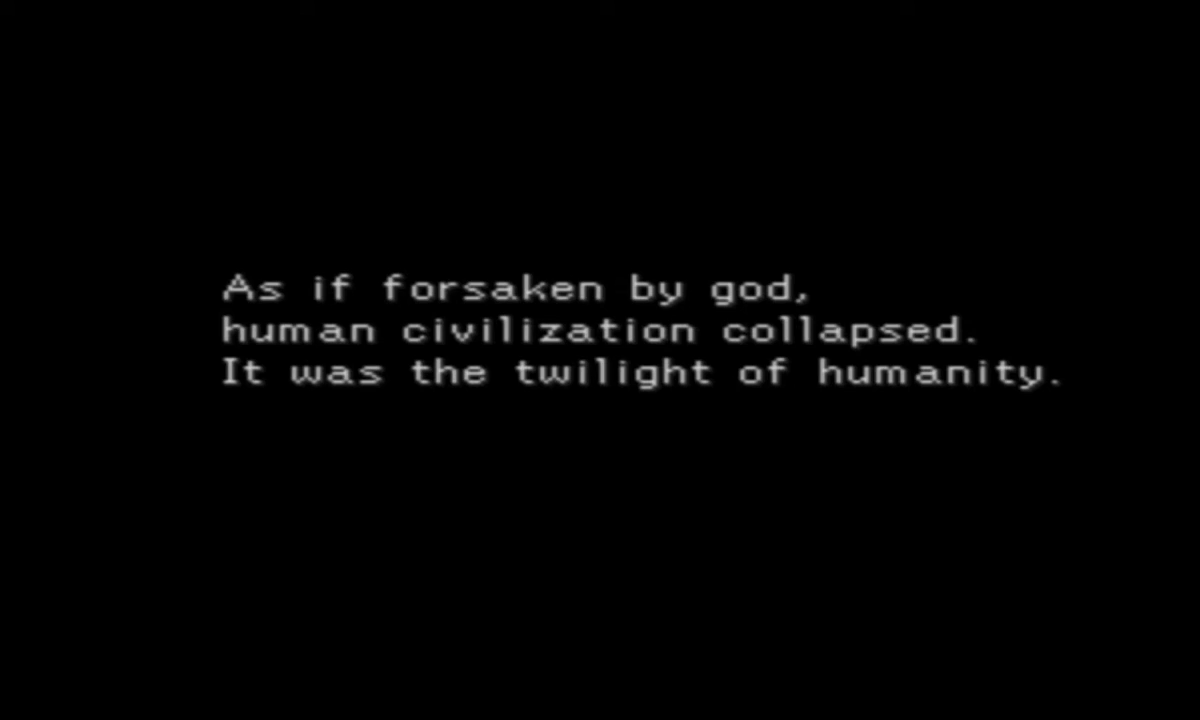 As if forsaken by god,
human civilization collapsed.
It was the twilight of humanity.